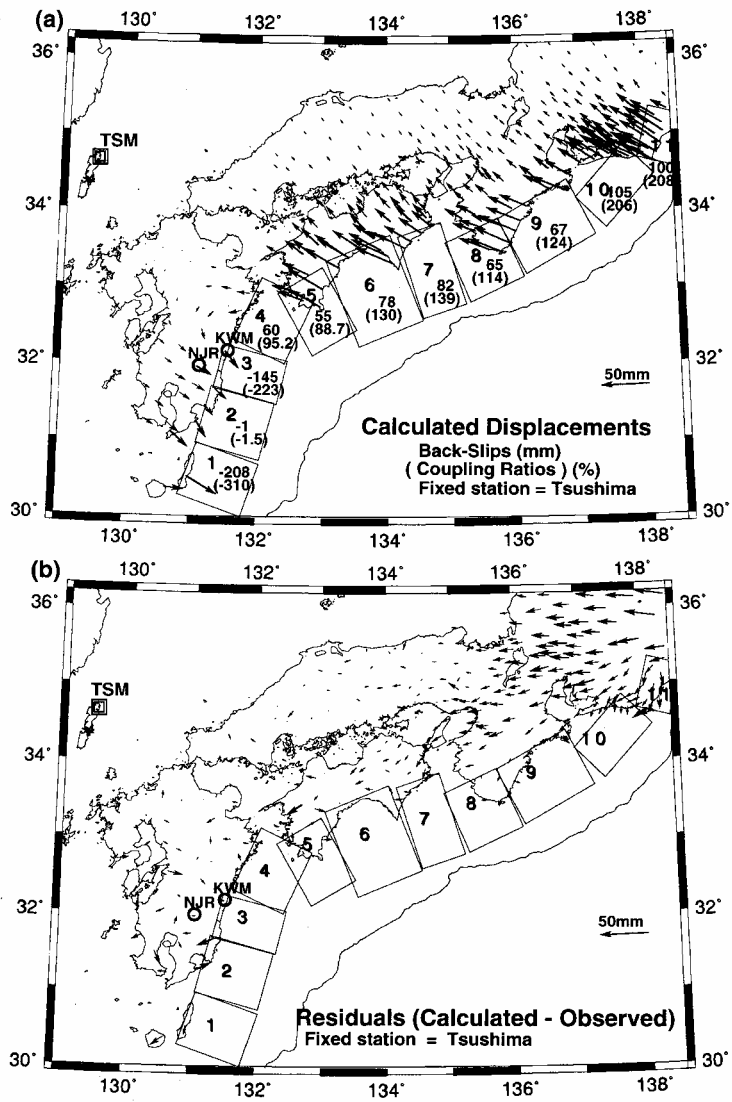 (a)
132° 134° 136° 138°
36° 36°
TSM
11
100
(208
10 105
(206)
34° 34°
9 67
(124)
8 65
(114)
7 82
(139)
6 78
(130)
5 55
(88.7)
4 60
(95.2)
KWM
NJR
32° 32°
3 -145
(-223)
50mm
2 -1
(-1.5)
Calculated Displacements
Back-Slips (mm)
( Coupling Ratios ) (%)
Fixed station = Tsushima
1 -208
(-310)
30° 30°
130° 132° 134° 136° 138°
(b)
130° 132° 134° 136° 138°
36° 36°
TSM
10
34° 34°
9
8
7
6
5
4
KWM
NJR
32° 32°
3
50mm
2
1
Residuals (Calculated - Observed)
Fixed station = Tsushima
30° 30°
130° 132° 134° 136° 138°